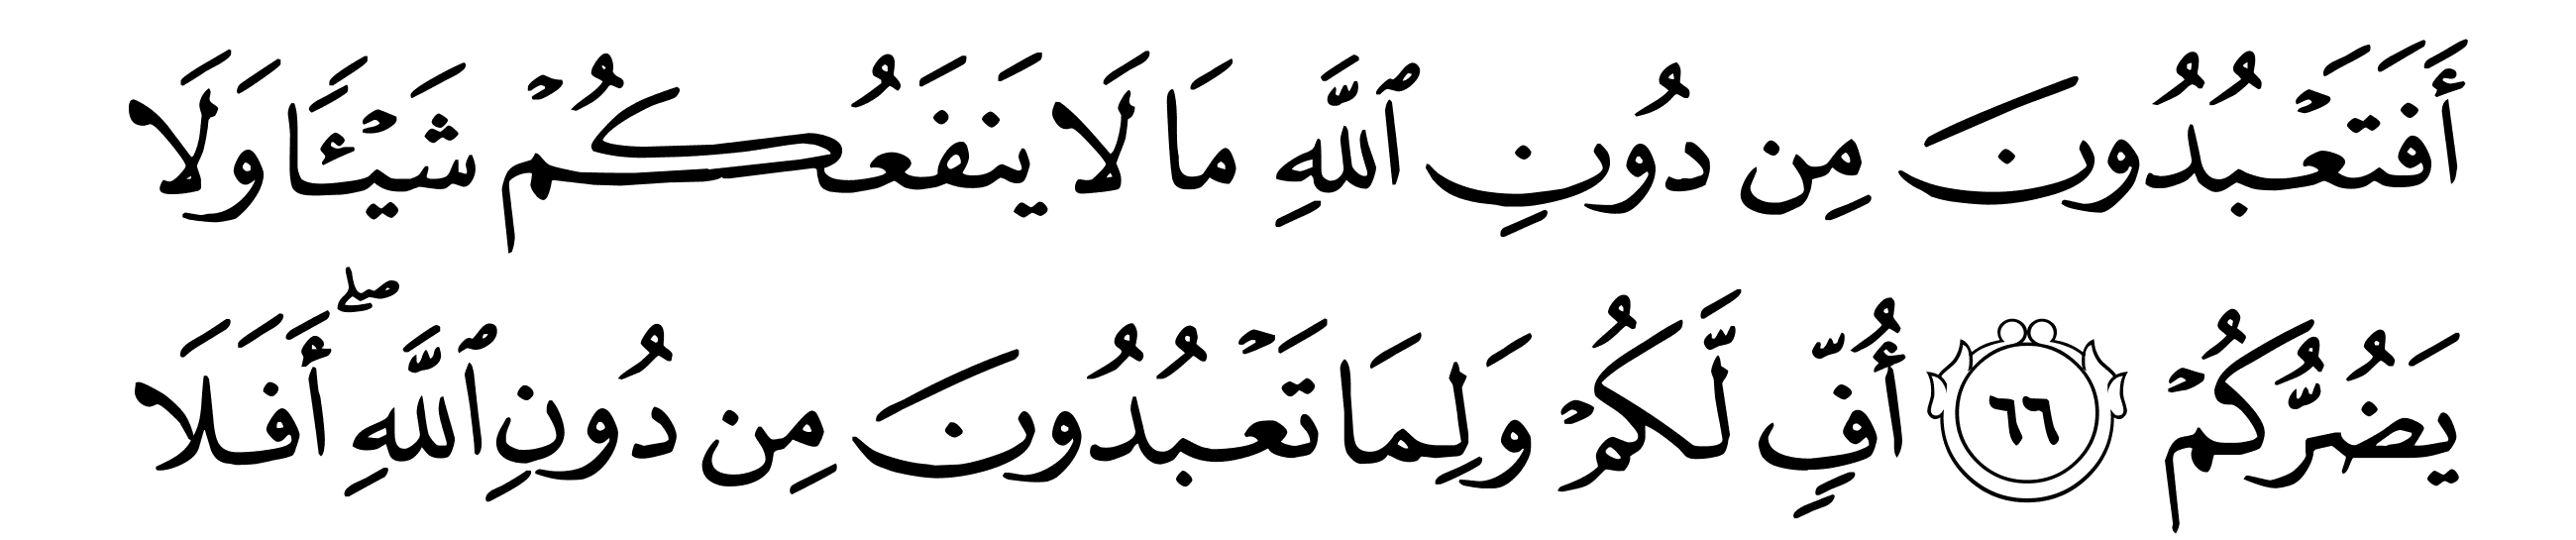 أَفَتَعْبُدُونَ مِن دُونِ ٱللَّهِ مَا لَا يَنفَعُكُمْ شَيْـًٔا وَلَا
يَضُرُّكُمْ ٦٦ أُفٍّ لَّكُمْ وَلِمَا تَعْبُدُونَ مِن دُونِ ٱللَّهِ ۖ أَفَلَا